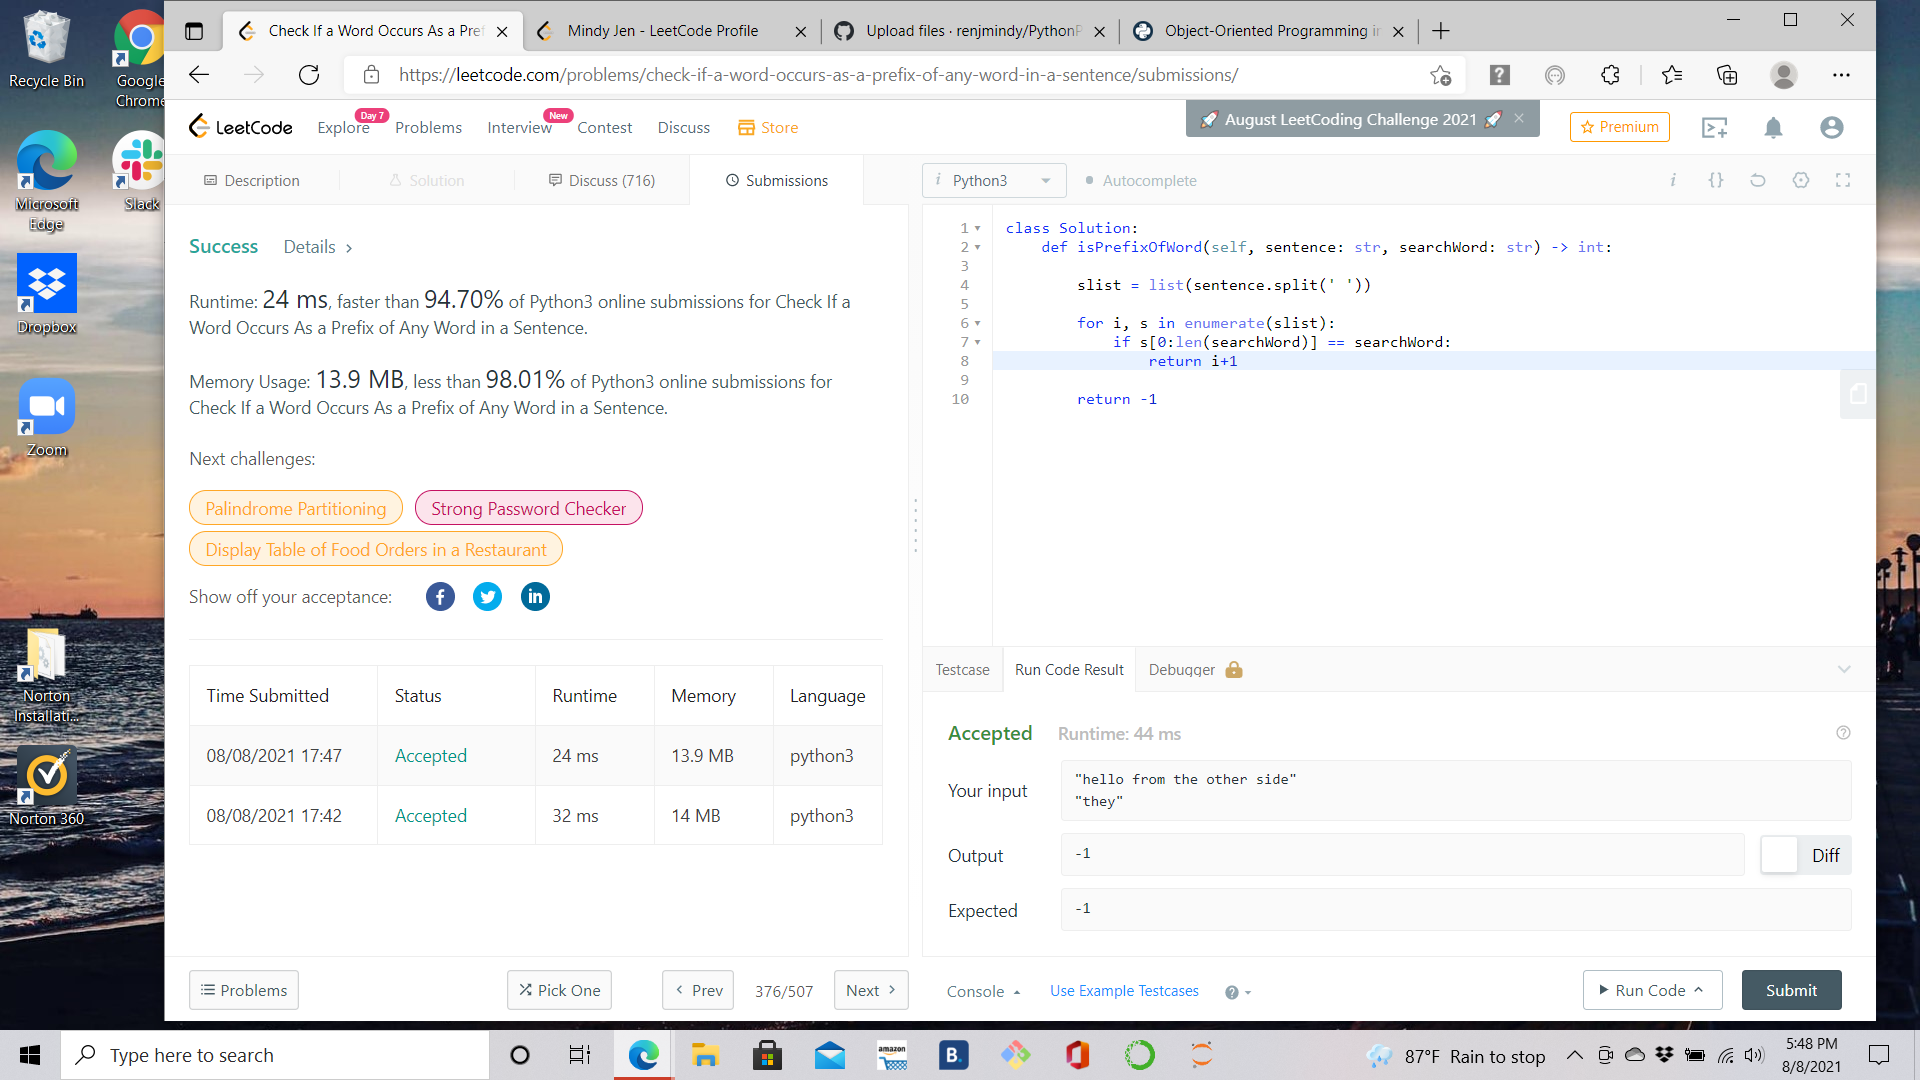 Recycle Bin
Google Chrome
Microsoft Edge
Slack
Dropbox
Zoom
Norton Installati...
Norton 360
Check If a Word Occurs As a Pref
Mindy Jen - LeetCode Profile
Upload files · renjmindy/PythonP
Object-Oriented Programming in
https://leetcode.com/problems/check-if-a-word-occurs-as-a-prefix-of-any-word-in-a-sentence/submissions/
LeetCode
Explore
Day 7
Problems
Interview
New
Contest
Discuss
Store
🚀 August LeetCoding Challenge 2021 🚀
Premium
Description
Solution
Discuss (716)
Submissions
i Python3
Autocomplete
Success
Details >
Runtime: 24 ms, faster than 94.70% of Python3 online submissions for Check If a
Word Occurs As a Prefix of Any Word in a Sentence.
Memory Usage: 13.9 MB, less than 98.01% of Python3 online submissions for
Check If a Word Occurs As a Prefix of Any Word in a Sentence.
Next challenges:
Palindrome Partitioning
Strong Password Checker
Display Table of Food Orders in a Restaurant
Show off your acceptance:
Time Submitted Status Runtime Memory Language
08/08/2021 17:47 Accepted 24 ms 13.9 MB python3
08/08/2021 17:42 Accepted 32 ms 14 MB python3
1 class Solution:
2 def isPrefixOfWord(self, sentence: str, searchWord: str) -> int:
3
4 slist = list(sentence.split(' '))
5
6 for i, s in enumerate(slist):
7 if s[0:len(searchWord)] == searchWord:
8 return i+1
9
10 return -1
Testcase
Run Code Result
Debugger
Accepted
Runtime: 44 ms
Your input
"hello from the other side"
"they"
Output
-1
Diff
Expected
-1
Problems
Pick One
< Prev
376/507
Next >
Console
Use Example Testcases
Run Code
Submit
Type here to search
amazon
B.
87°F Rain to stop
5:48 PM
8/8/2021